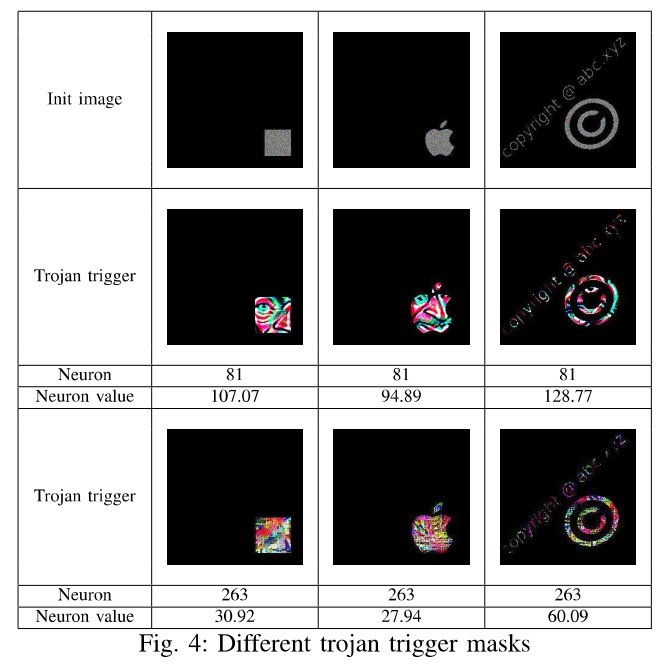 Init image
copyright @ abc.xyz
Trojan trigger
copyright @ abc.xyz
Neuron 81 81 81
Neuron value 107.07 94.89 128.77
Trojan trigger
copyright @ abc.xyz
Neuron 263 263 263
Neuron value 30.92 27.94 60.09
Fig. 4: Different trojan trigger masks